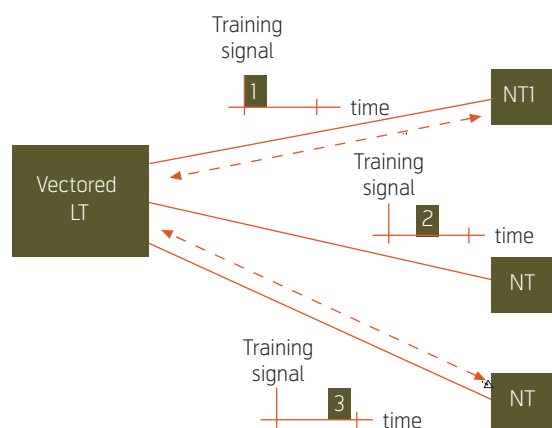 Training
signal
1
time
NT1
Vectored
LT
Training
signal
2
time
NT
Training
signal
3
time
NT